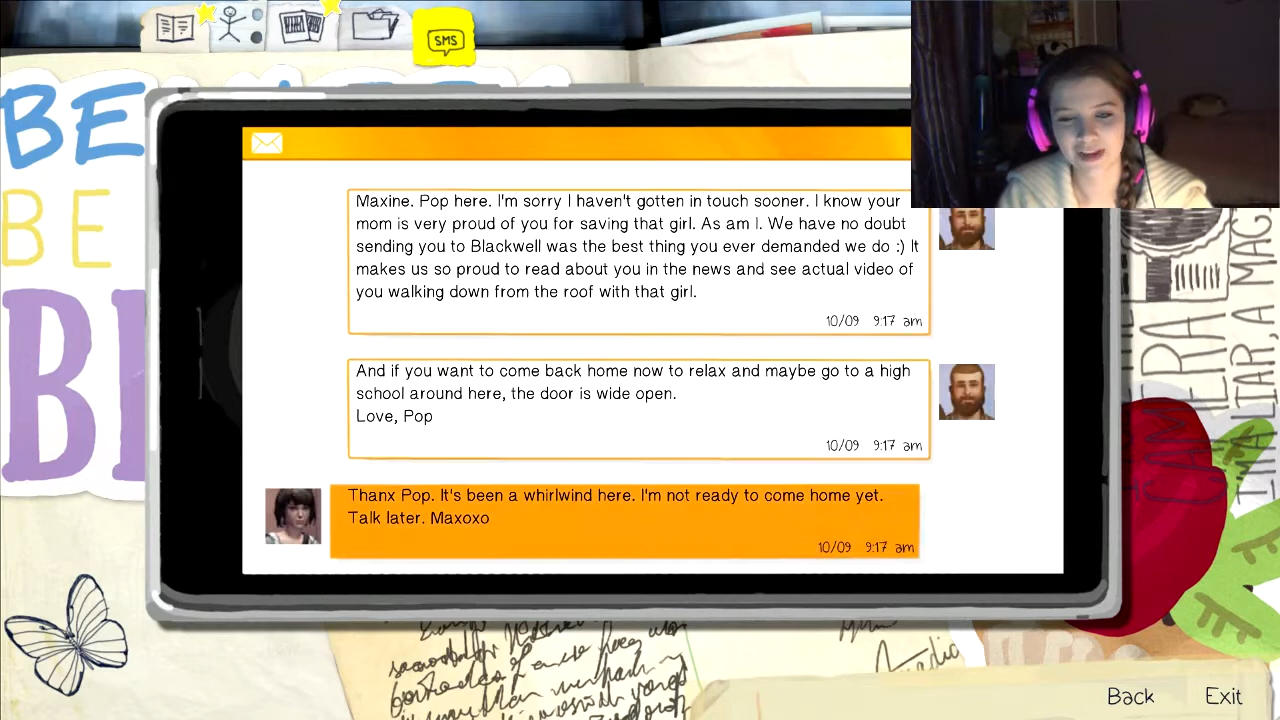 SMS
BE
BE
Maxine. Pop here. I'm sorry I haven't gotten in touch sooner. I know your
mom is very proud of you for saving that girl. As am I. We have no doubt
sending you to Blackwell was the best thing you ever demanded we do :) It
makes us so proud to read about you in the news and see actual video of
you walking down from the roof with that girl.
10/09 9:17 am
And if you want to come back home now to relax and maybe go to a high
school around here, the door is wide open.
Love, Pop
10/09 9:17 am
Thanx Pop. It's been a whirlwind here. I'm not ready to come home yet.
Talk later. Maxoxo
10/09 9:17 am
CAMERA
Back Exit